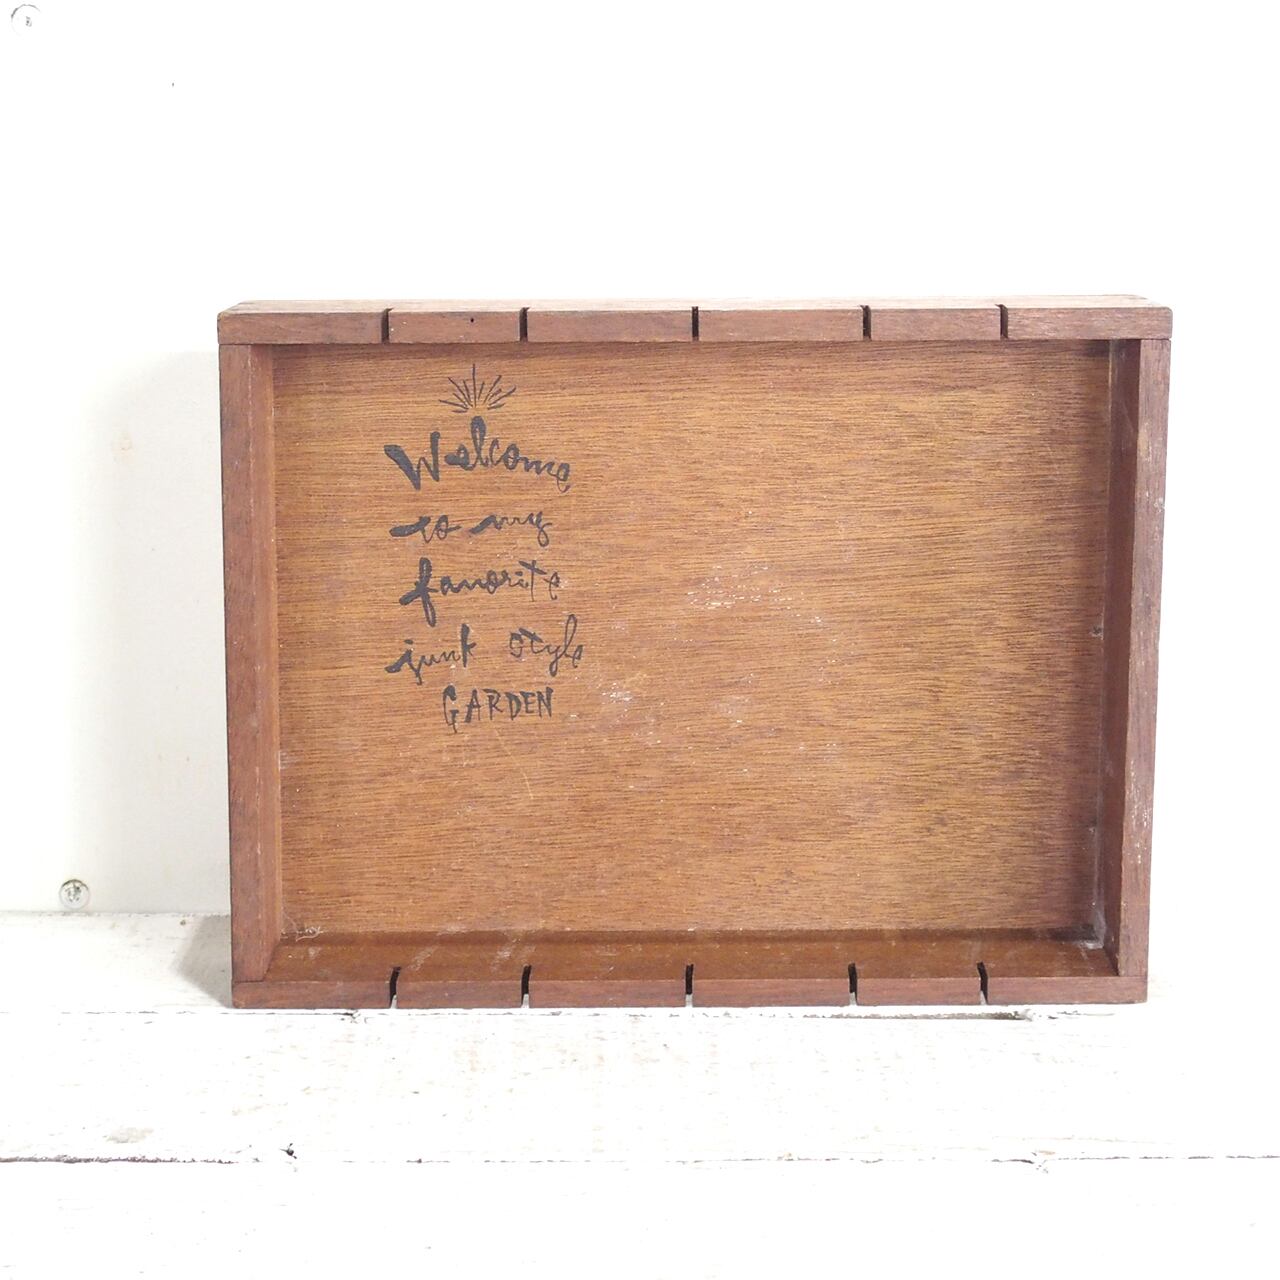 Welcome
to my
favorite
junk style
GARDEN